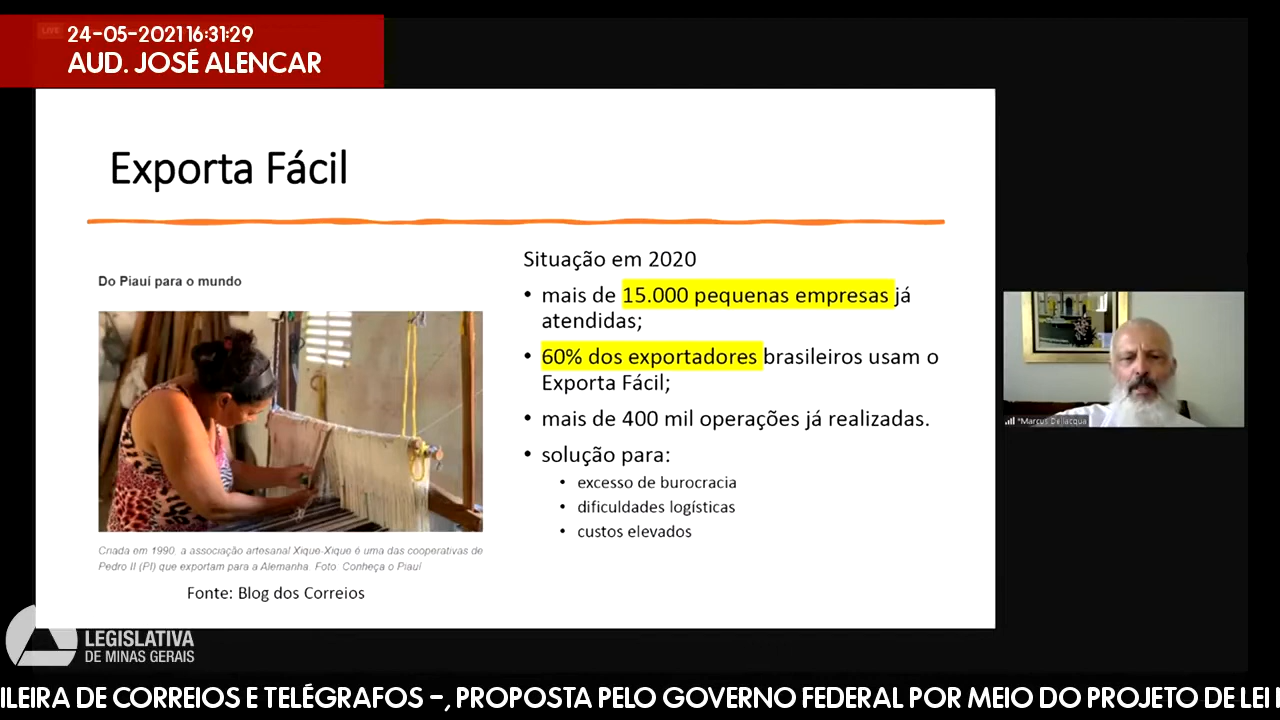 LIVE
24-05-2021 16:31:29
AUD. JOSÉ ALENCAR
Exporta Fácil
Do Piauí para o mundo
Criada em 1990, a associação artesanal Xique-Xique é uma das cooperativas de
Pedro II (PI) que exportam para a Alemanha Foto Conheça o Piauí
Fonte: Blog dos Correios
Situação em 2020
• mais de 15.000 pequenas empresas já
atendidas;
• 60% dos exportadores brasileiros usam o
Exporta Fácil;
• mais de 400 mil operações já realizadas.
• solução para:
• excesso de burocracia
• dificuldades logísticas
• custos elevados
*Marcus Dellacqua
LEGISLATIVA
DE MINAS GERAIS
ILEIRA DE CORREIOS E TELÉGRAFOS –, PROPOSTA PELO GOVERNO FEDERAL POR MEIO DO PROJETO DE LEI